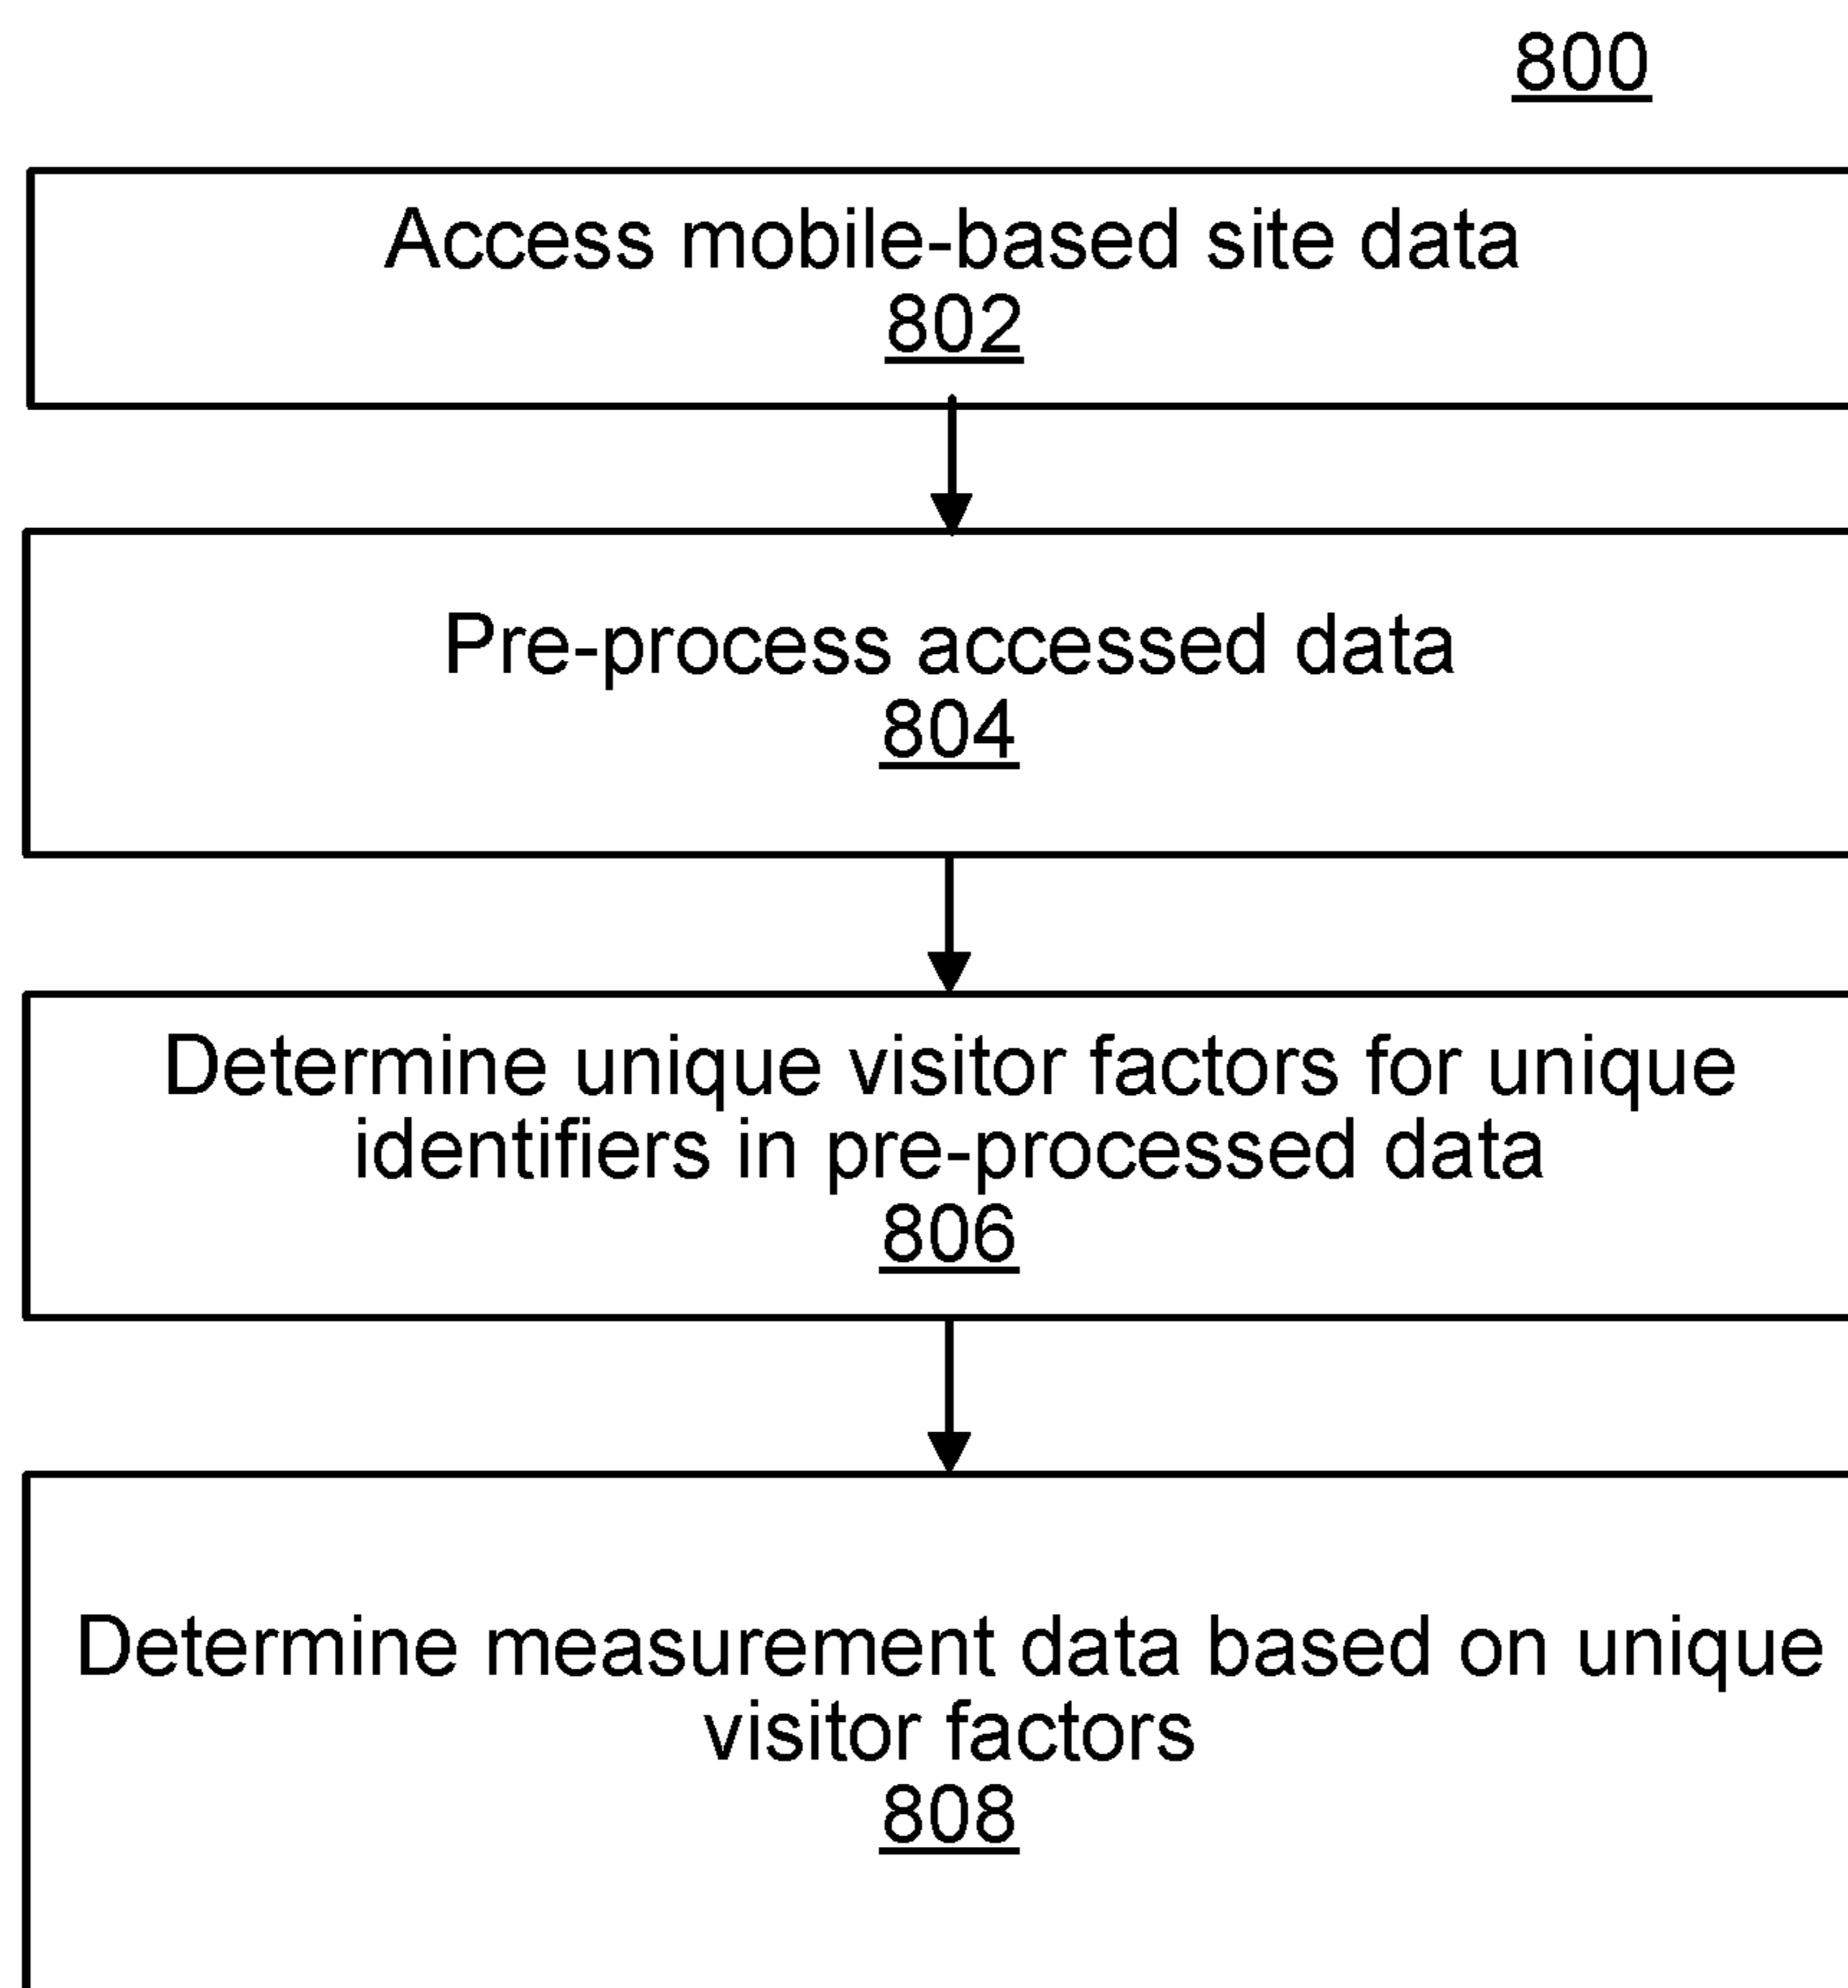 800
Access mobile-based site data
802
Pre-process accessed data
804
Determine unique visitor factors for unique
identifiers in pre-processed data
806
Determine measurement data based on unique
visitor factors
808